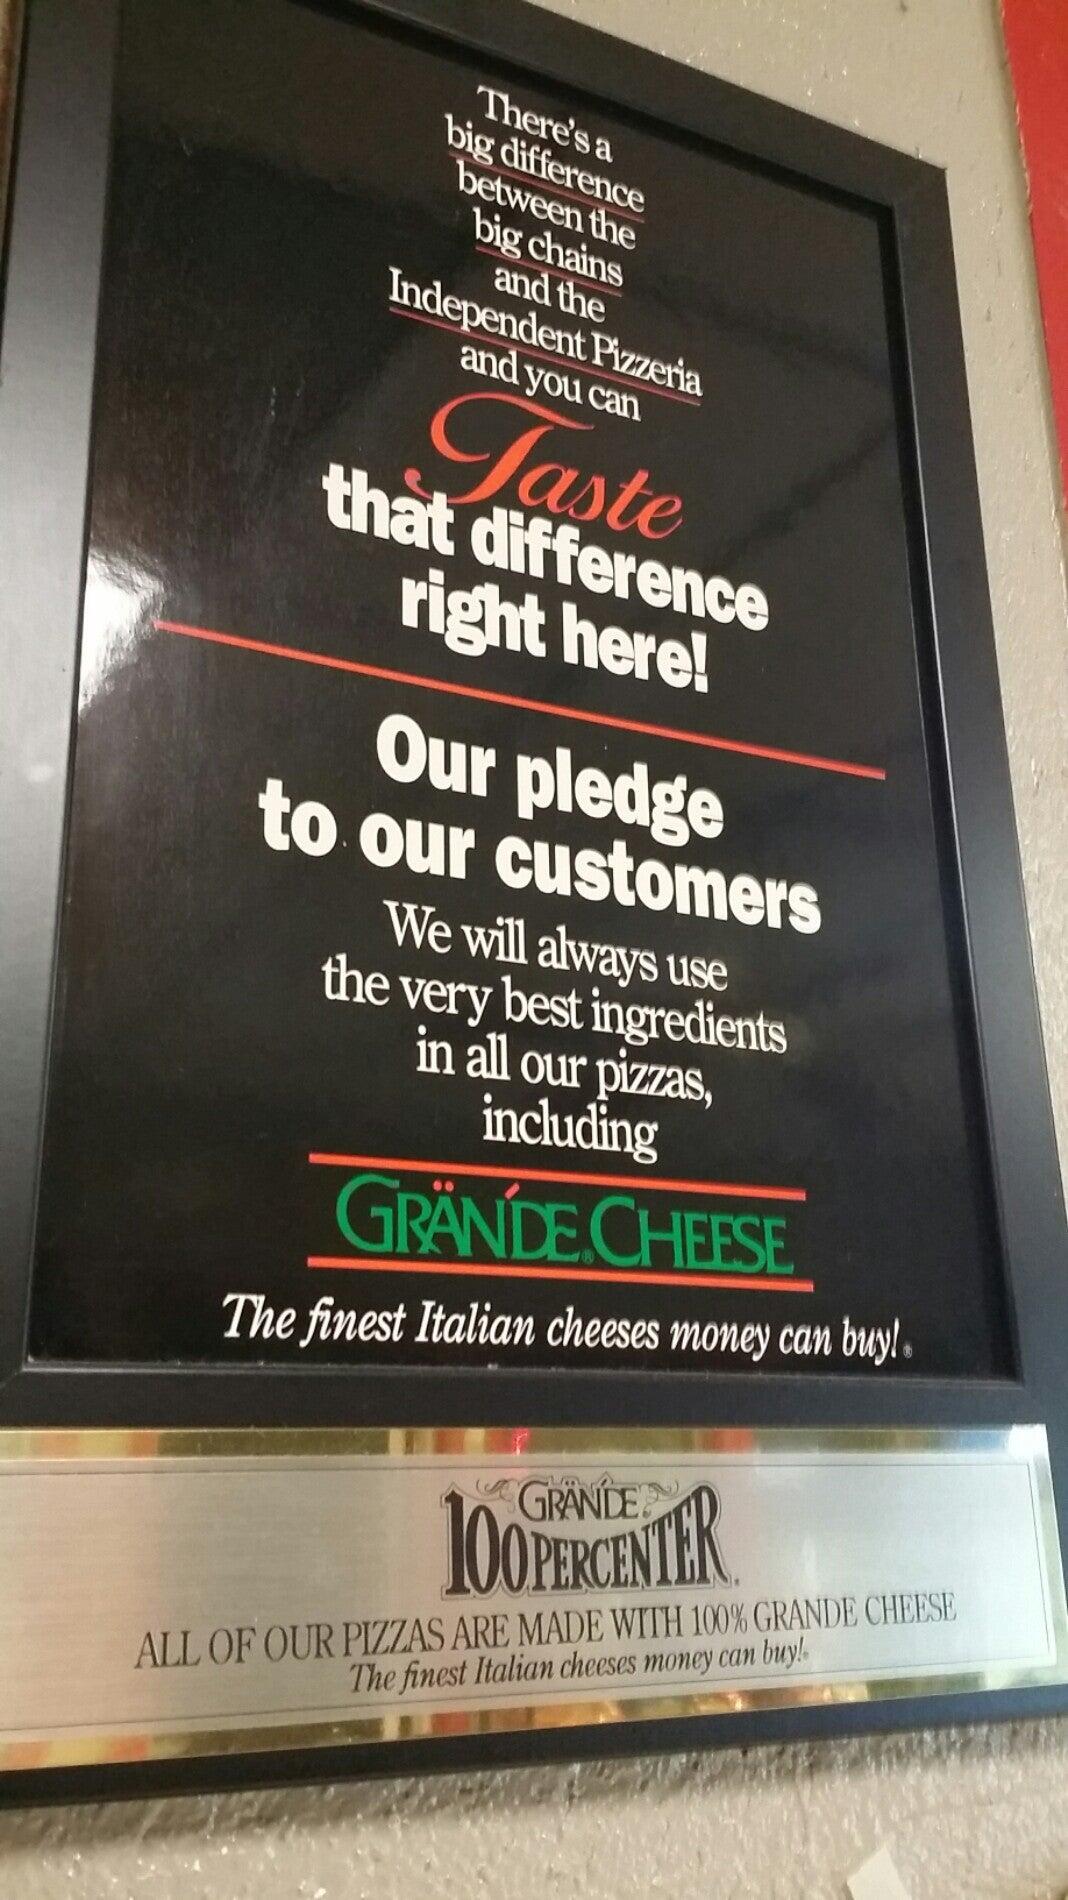 There's a
big difference
between the
big chains
and the
Independent Pizzeria
and you can
Taste
that difference
right here!
Our pledge
to our customers
We will always use
the very best ingredients
in all our pizzas,
including
GRÄNDE® CHEESE
The finest Italian cheeses money can buy!®
GRÄNDE
100 PERCENTER
ALL OF OUR PIZZAS ARE MADE WITH 100% GRANDE CHEESE
The finest Italian cheeses money can buy!®